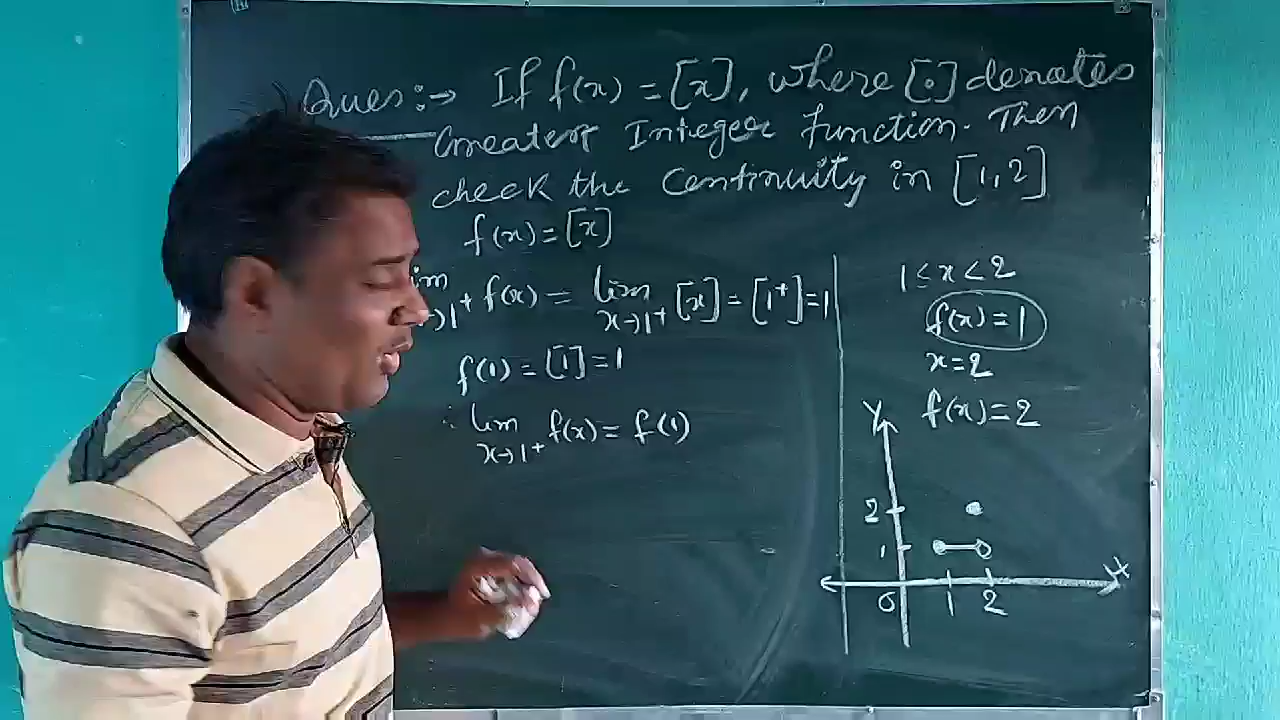 Ques:→ If f(x) = [x], where [.] denotes
Greatest Integer function. Then
check the Continuity in [1,2]
f(x) = [x]
lim x→1+ f(x) = lim x→1+ [x] = [1+] = 1
f(1) = [1] = 1
∴ lim x→1+ f(x) = f(1)
1 ≤ x < 2
f(x) = 1
x = 2
f(x) = 2
Y
2
1
0 1 2
X